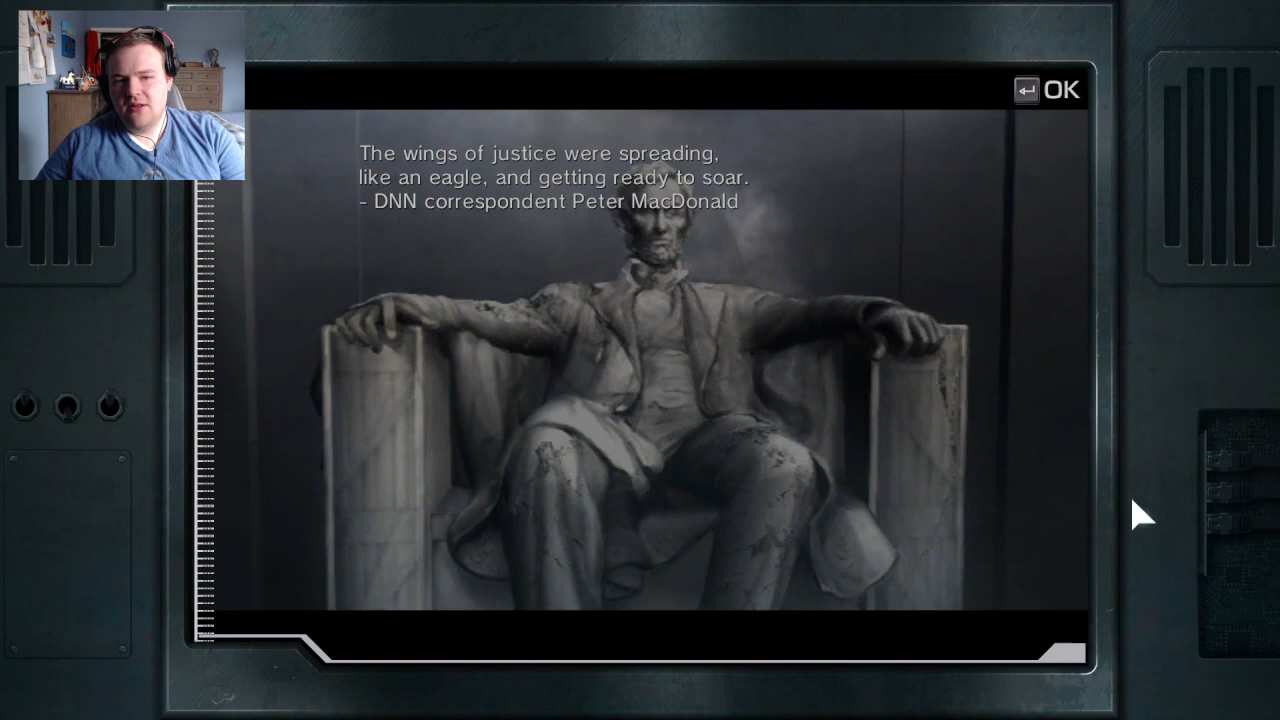 OK
The wings of justice were spreading,
like an eagle, and getting ready to soar.
- DNN correspondent Peter MacDonald